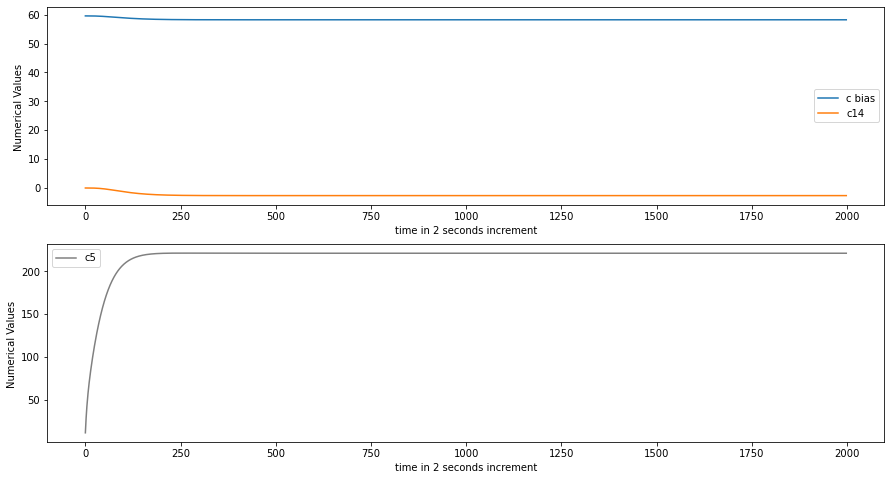 60
50
40
30
20
10
0
Numerical Values
c bias
c14
0 250 500 750 1000 1250 1500 1750 2000
time in 2 seconds increment
c5
200
150
100
50
Numerical Values
0 250 500 750 1000 1250 1500 1750 2000
time in 2 seconds increment